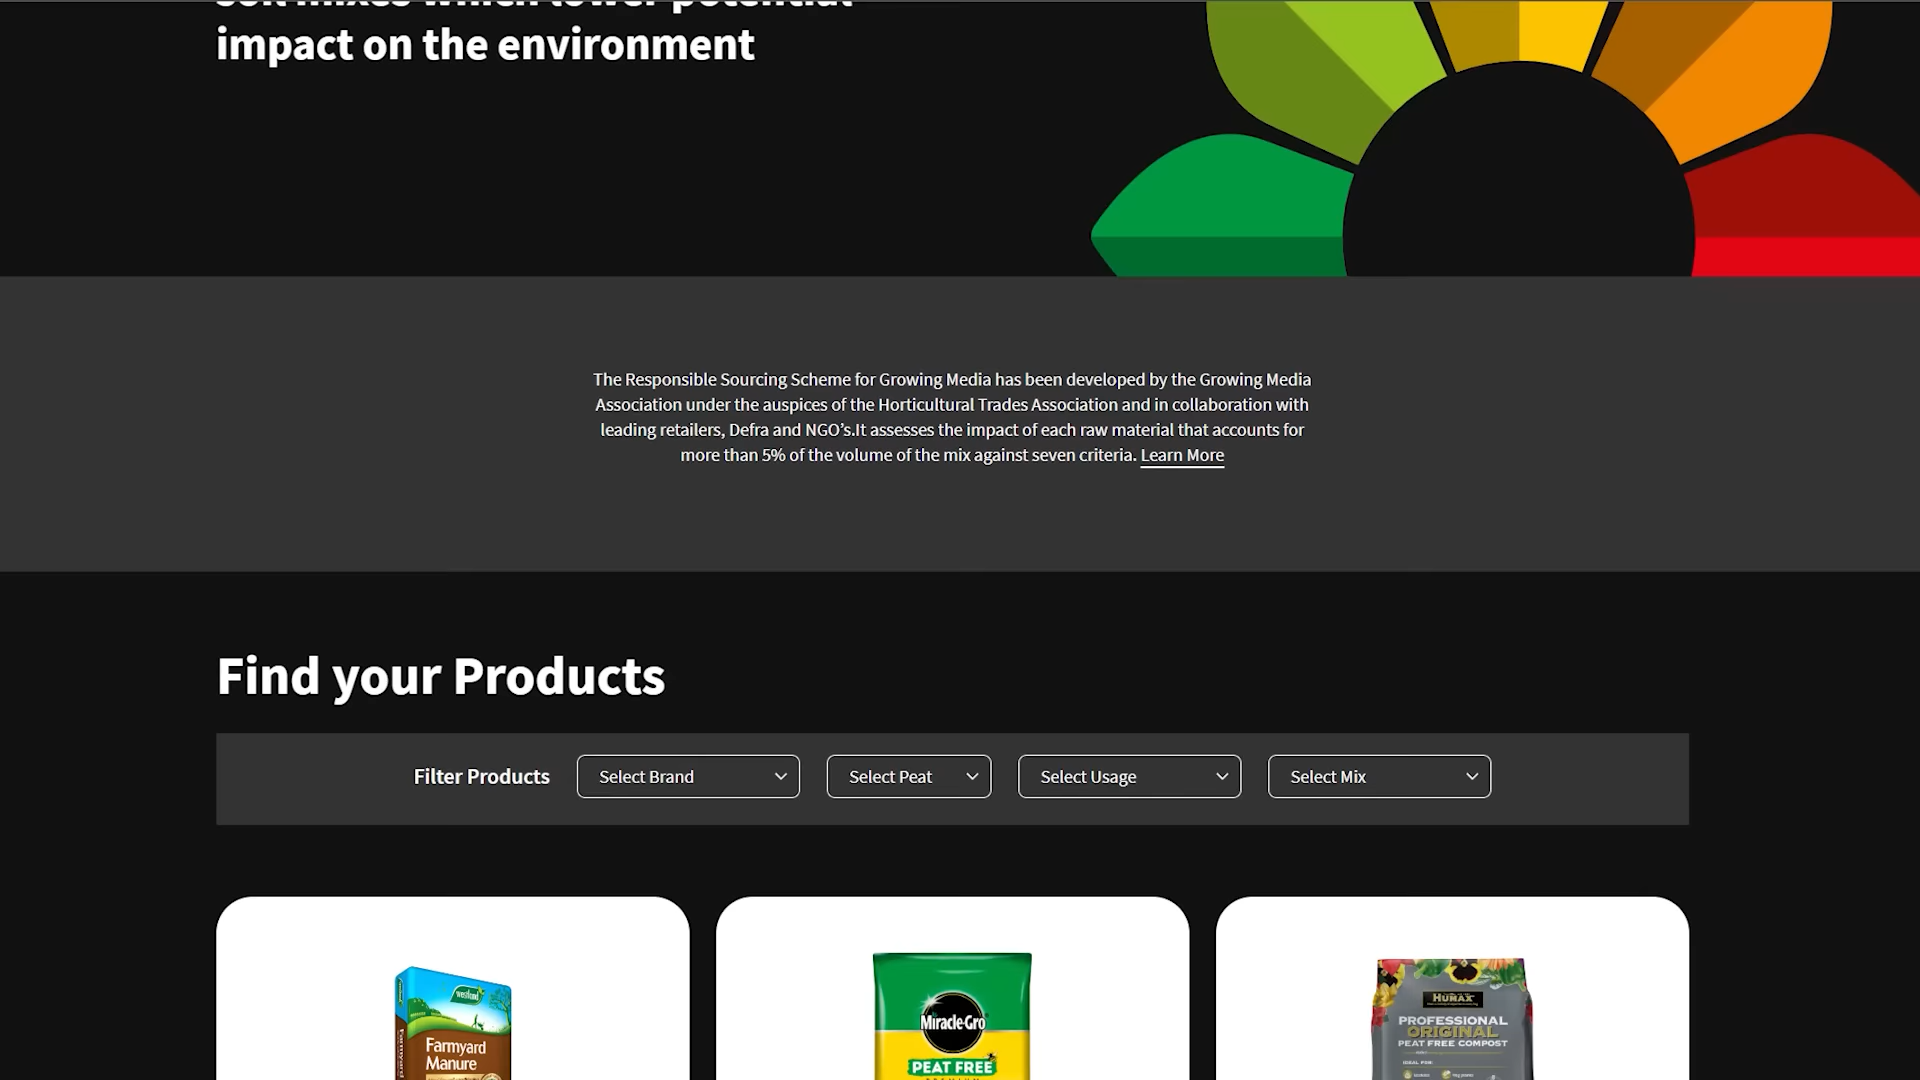 impact on the environment
The Responsible Sourcing Scheme for Growing Media has been developed by the Growing Media
Association under the auspices of the Horticultural Trades Association and in collaboration with
leading retailers, Defra and NGO’s.It assesses the impact of each raw material that accounts for
more than 5% of the volume of the mix against seven criteria. Learn More
Find your Products
Filter Products
Select Brand
Select Peat
Select Usage
Select Mix
westland
Farmyard
Manure
Miracle-Gro
PEAT FREE
HUMAX
PROFESSIONAL
ORIGINAL
PEAT FREE COMPOST
IDEAL FOR: